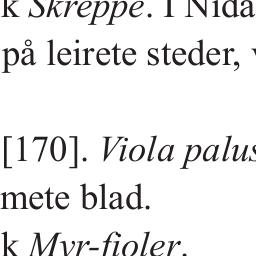 k Skreppe. I Nida
på leirete steder, v
[170]. Viola palus
mete blad.
k Myr-fioler.